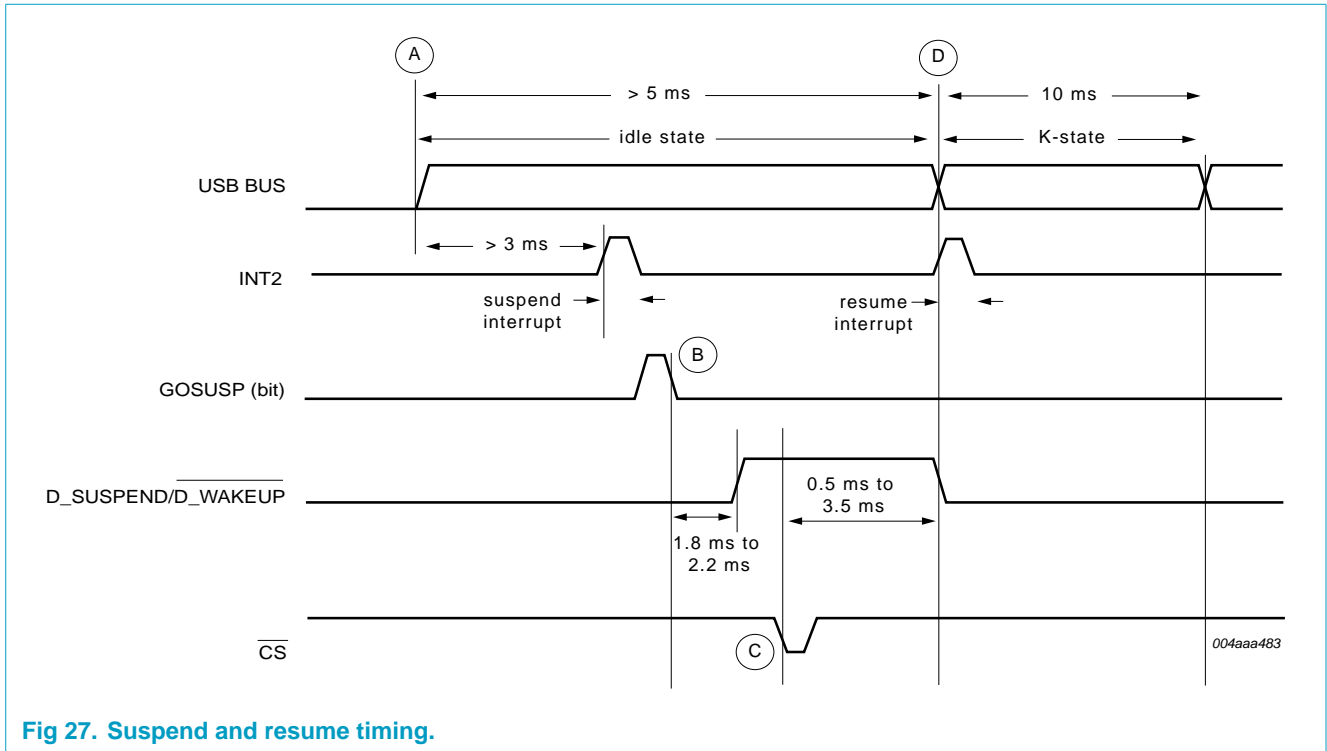 A
D
> 5 ms
10 ms
idle state
K-state
USB BUS
> 3 ms
INT2
suspend
interrupt
resume
interrupt
B
GOSUSP (bit)
D_SUSPEND/D_WAKEUP
0.5 ms to
3.5 ms
1.8 ms to
2.2 ms
CS
C
004aaa483
Fig 27. Suspend and resume timing.